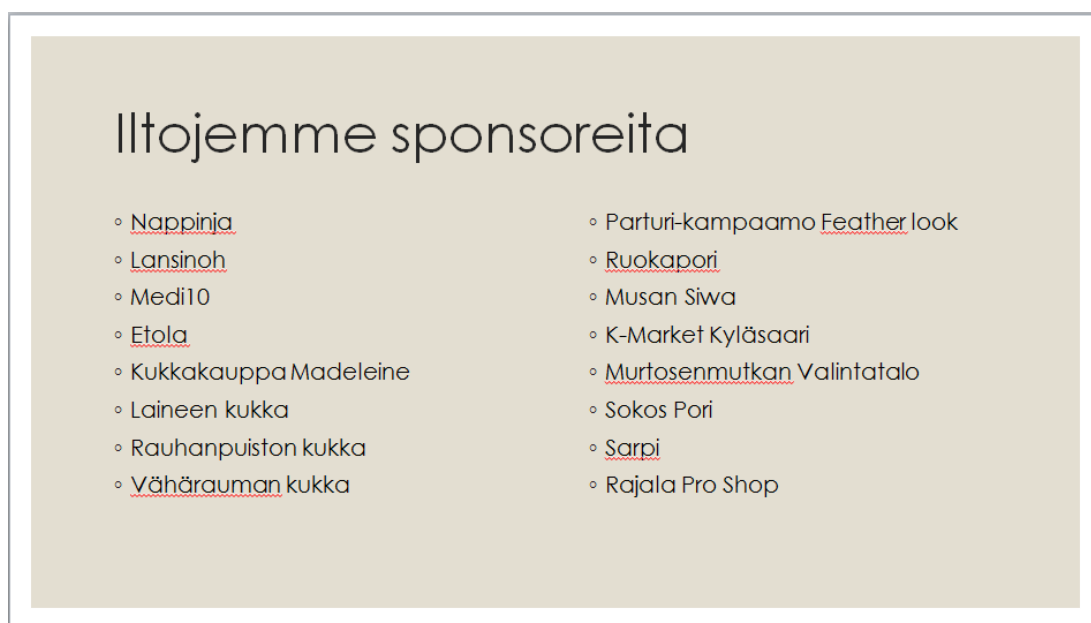 Iltojemme sponsoreita
◦ Nappinja
◦ Lansinoh
◦ Medi10
◦ Etola
◦ Kukkakauppa Madeleine
◦ Laineen kukka
◦ Rauhanpuiston kukka
◦ Vähärauman kukka
◦ Parturi-kampaamo Feather look
◦ Ruokapori
◦ Musan Siwa
◦ K-Market Kyläsaari
◦ Murtosenmutkan Valintatalo
◦ Sokos Pori
◦ Sarpi
◦ Rajala Pro Shop